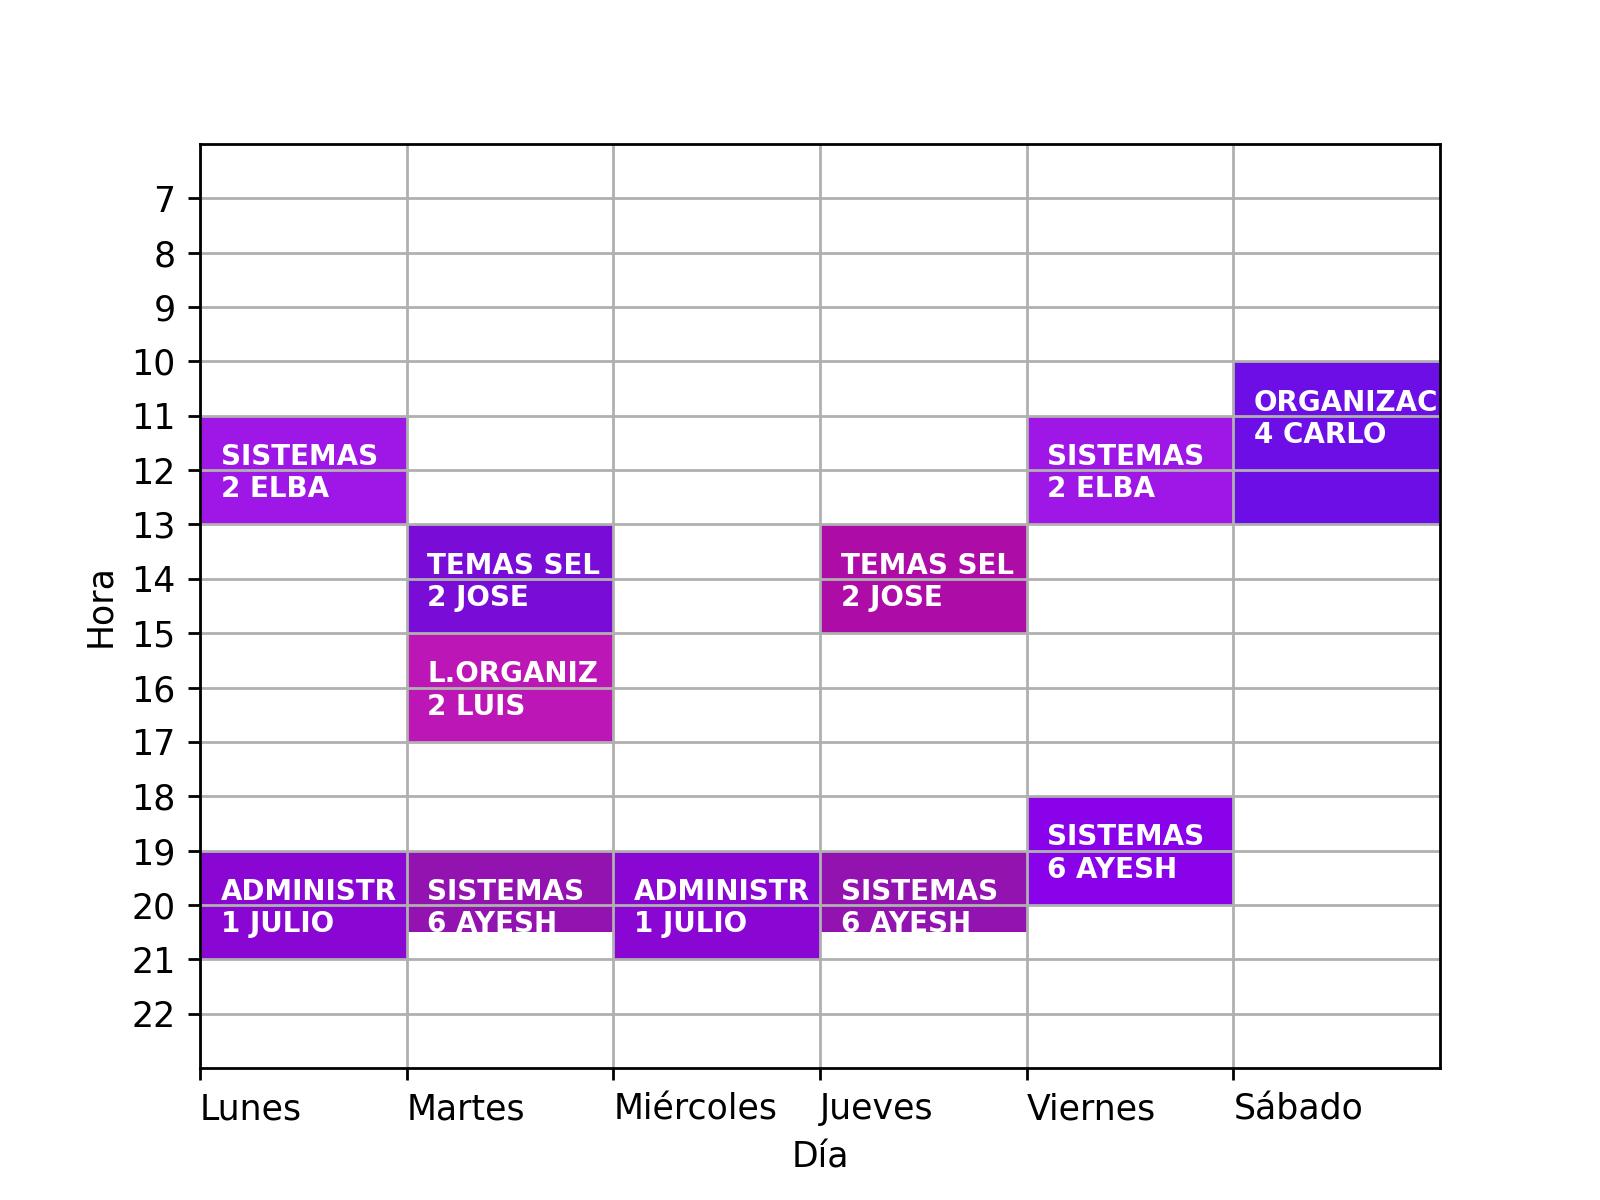 7
8
9
10
11
12
13
14
15
16
17
18
19
20
21
22
Hora
ORGANIZAC
4 CARLO
SISTEMAS
2 ELBA
SISTEMAS
2 ELBA
TEMAS SEL
2 JOSE
TEMAS SEL
2 JOSE
L.ORGANIZ
2 LUIS
SISTEMAS
6 AYESH
ADMINISTR
1 JULIO
SISTEMAS
6 AYESH
ADMINISTR
1 JULIO
SISTEMAS
6 AYESH
Lunes Martes Miércoles Jueves Viernes Sábado
Día